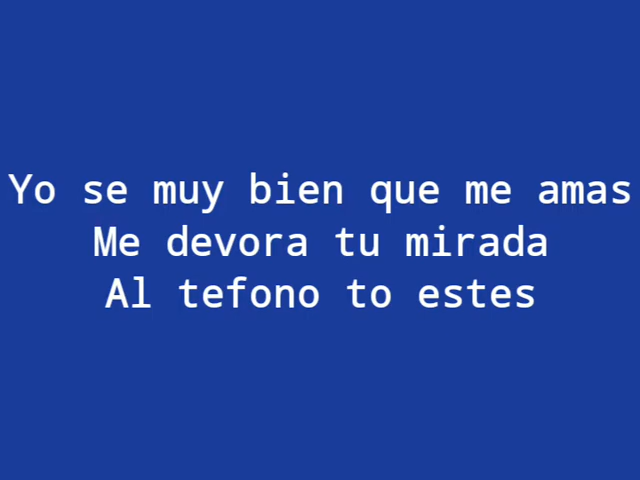 Yo se muy bien que me amas
Me devora tu mirada
Al tefono to estes